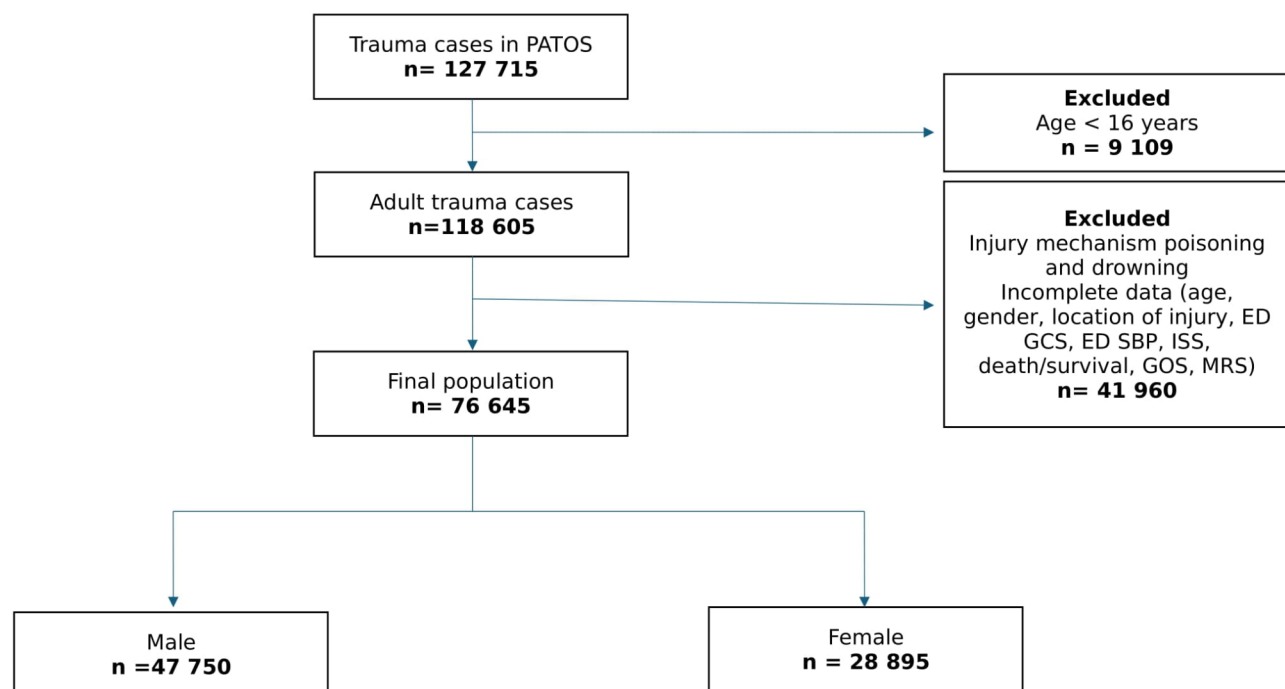 Trauma cases in PATOS
n= 127 715
Excluded
Age < 16 years
n = 9 109
Adult trauma cases
n=118 605
Excluded
Injury mechanism poisoning
and drowning
Incomplete data (age,
gender, location of injury, ED
GCS, ED SBP, ISS,
death/survival, GOS, MRS)
n= 41 960
Final population
n= 76 645
Male
n =47 750
Female
n = 28 895